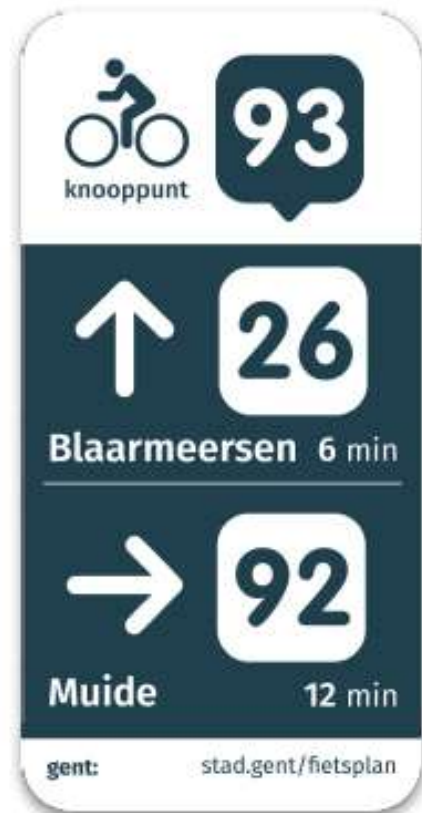 93
knooppunt
26
Blaarmeersen 6 min
92
Muide 12 min
gent: stad.gent/fietsplan